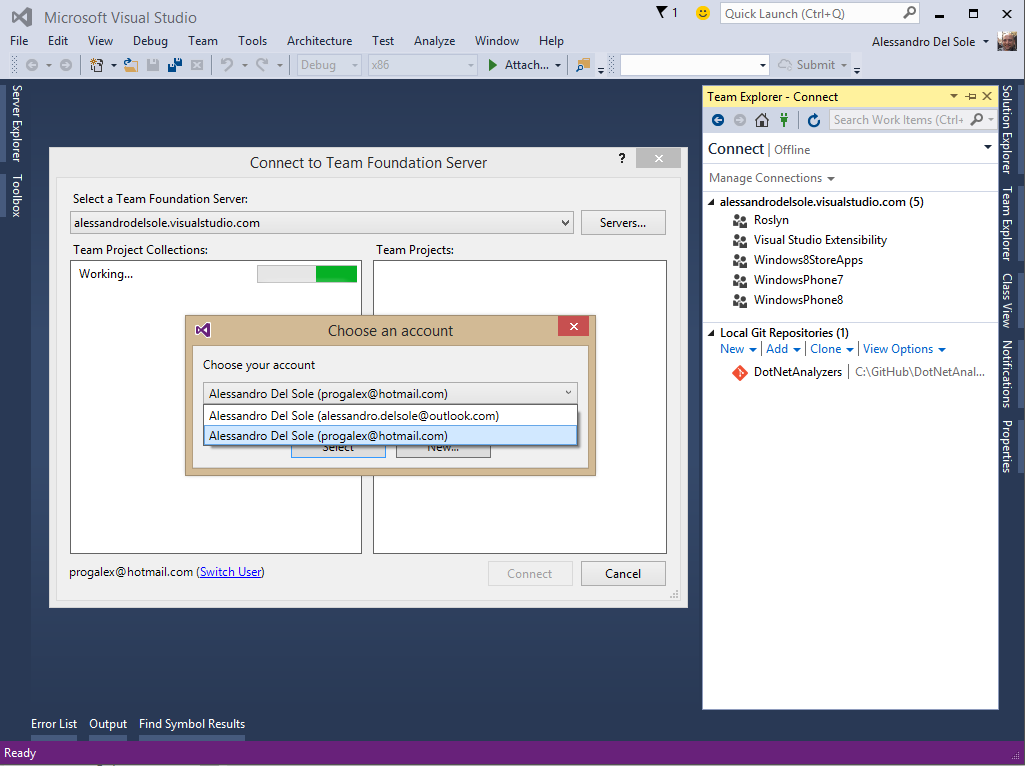 Microsoft Visual Studio
1
Quick Launch (Ctrl+Q)
File Edit View Debug Team Tools Architecture Test Analyze Window Help
Alessandro Del Sole
Debug x86 Attach... Submit
Server Explorer
Toolbox
Connect to Team Foundation Server
?
Select a Team Foundation Server:
alessandrodelsole.visualstudio.com
Servers...
Team Project Collections:
Team Projects:
Working...
Choose an account
Choose your account
Alessandro Del Sole (progalex@hotmail.com)
Alessandro Del Sole (alessandro.delsole@outlook.com)
Alessandro Del Sole (progalex@hotmail.com)
Select
New...
progalex@hotmail.com (Switch User)
Connect
Cancel
Team Explorer - Connect
Search Work Items (Ctrl+
Connect | Offline
Manage Connections
alessandrodelsole.visualstudio.com (5)
Roslyn
Visual Studio Extensibility
Windows8StoreApps
WindowsPhone7
WindowsPhone8
Local Git Repositories (1)
New | Add | Clone | View Options
DotNetAnalyzers | C:\GitHub\DotNetAnal...
Solution Explorer
Team Explorer
Class View
Notifications
Properties
Error List Output Find Symbol Results
Ready